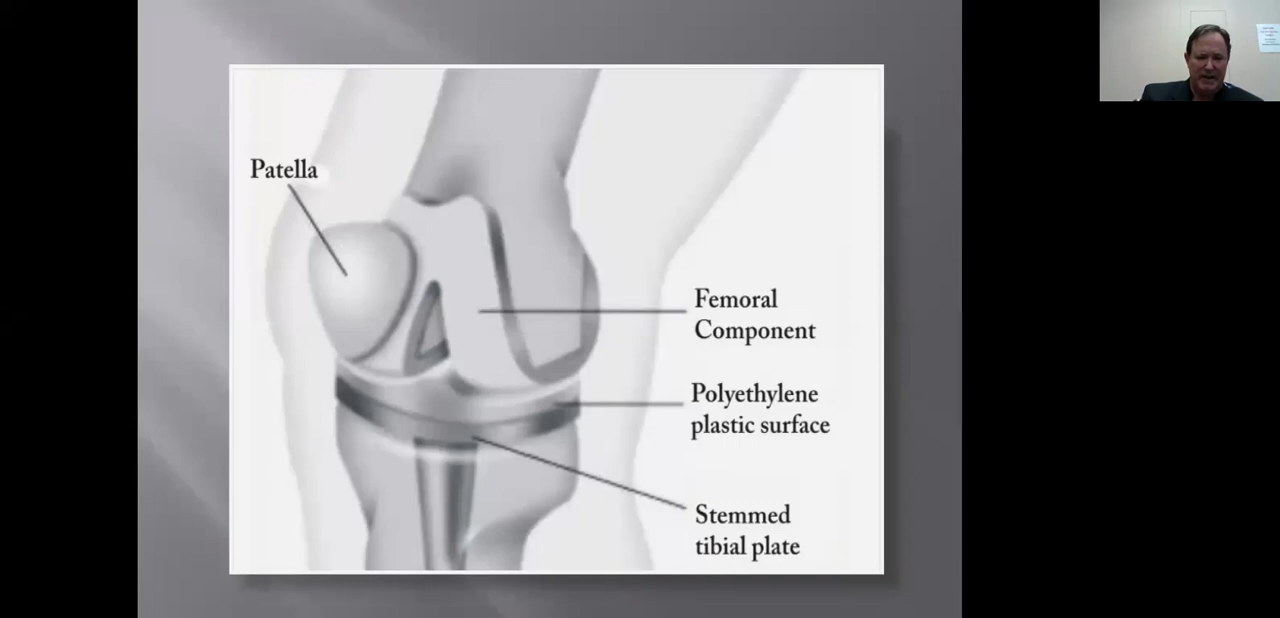 Patella
Femoral
Component
Polyethylene
plastic surface
Stemmed
tibial plate